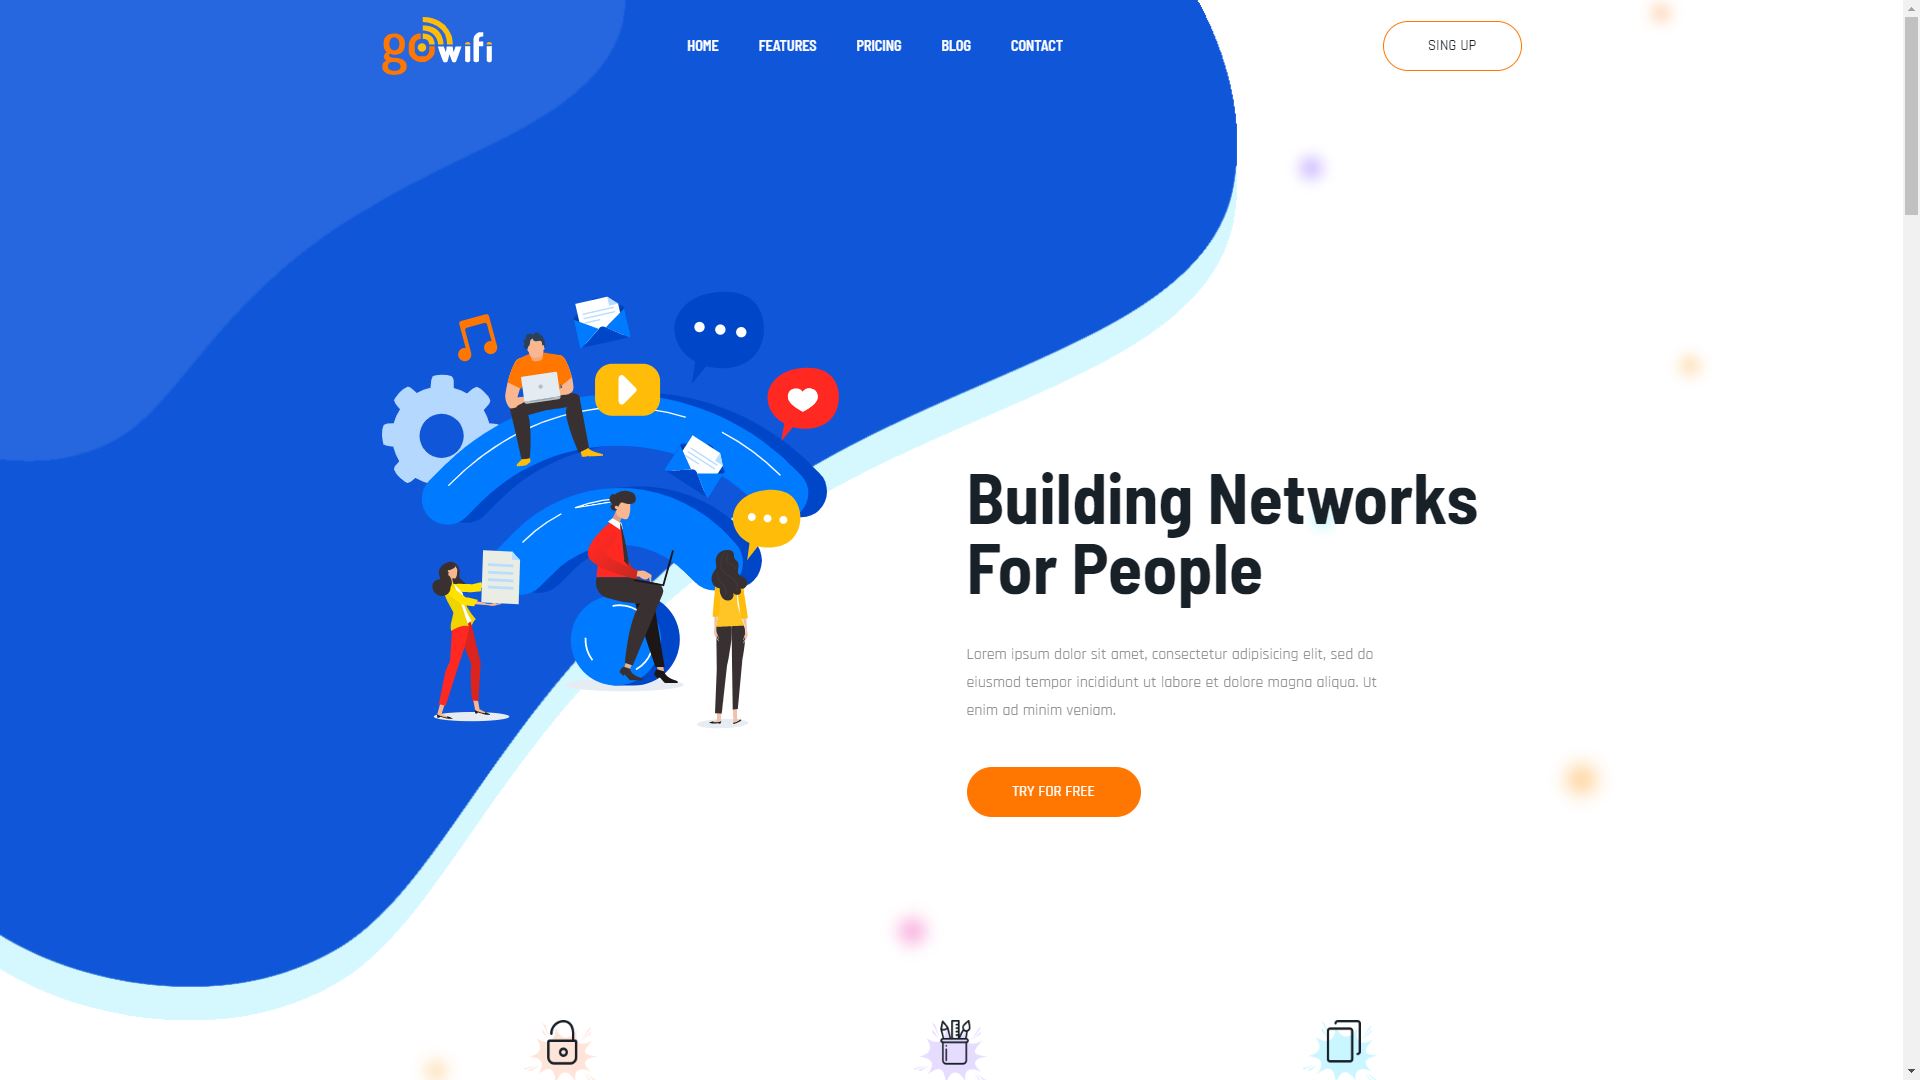 gowifi
HOME FEATURES PRICING BLOG CONTACT
SING UP
Building Networks
For People
Lorem ipsum dolor sit amet, consectetur adipisicing elit, sed do
eiusmod tempor incididunt ut labore et dolore magna aliqua. Ut
enim ad minim veniam.
TRY FOR FREE